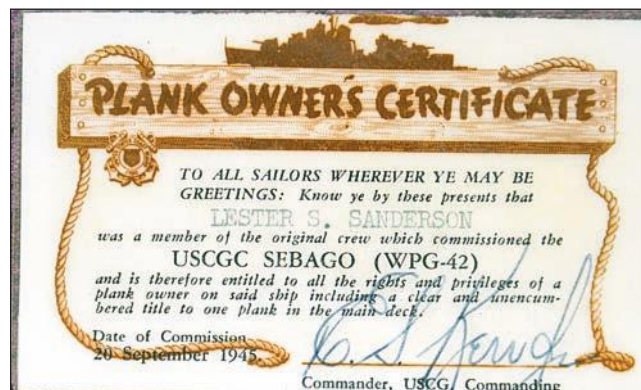 PLANK OWNER'S CERTIFICATE
TO ALL SAILORS WHEREVER YE MAY BE
GREETINGS: Know ye by these presents that
LESTER S. SANDERSON
was a member of the original crew which commissioned the
USCGC SEBAGO (WPG-42)
and is therefore entitled to all the rights and privileges of a
plank owner on said ship including a clear and unencum-
bered title to one plank in the main deck.
Date of Commission
20 September 1945.
Commander, USCG, Commanding